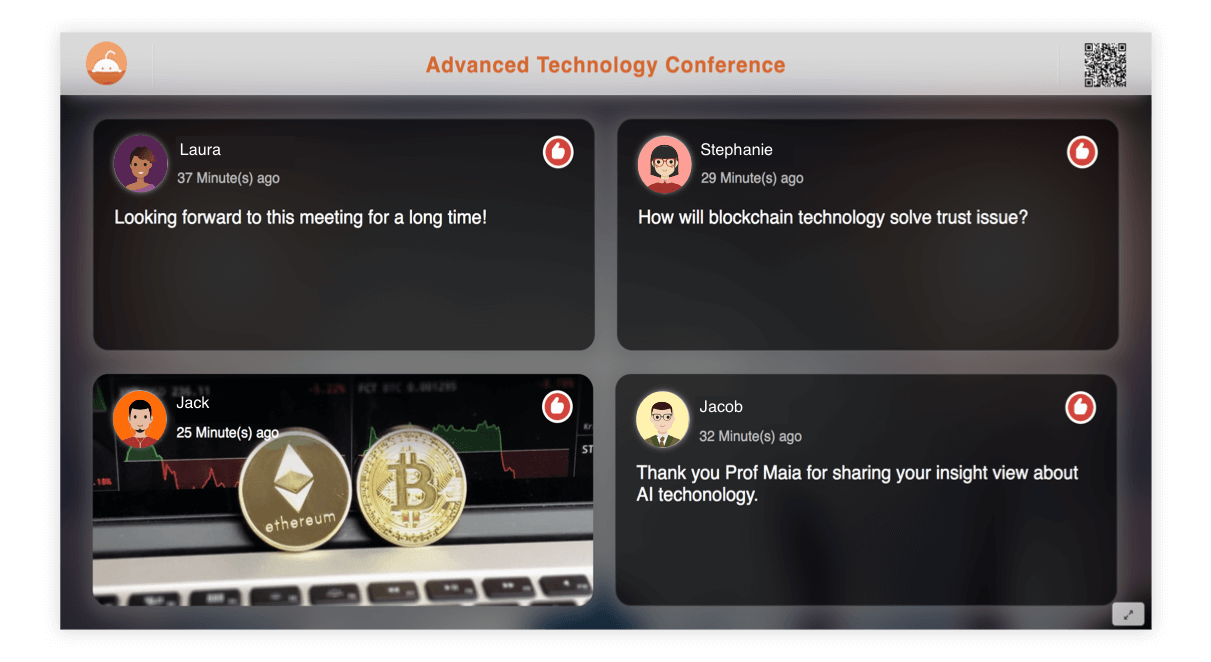 Advanced Technology Conference
Laura
37 Minute(s) ago
Looking forward to this meeting for a long time!
Stephanie
29 Minute(s) ago
How will blockchain technology solve trust issue?
Jack
25 Minute(s) ago
ethereum
Jacob
32 Minute(s) ago
Thank you Prof Maia for sharing your insight view about
AI techonology.